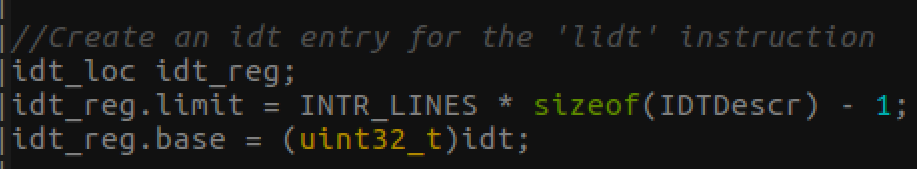 //Create an idt entry for the 'lidt' instruction
idt_loc idt_reg;
idt_reg.limit = INTR_LINES * sizeof(IDTDescr) - 1;
idt_reg.base = (uint32_t)idt;